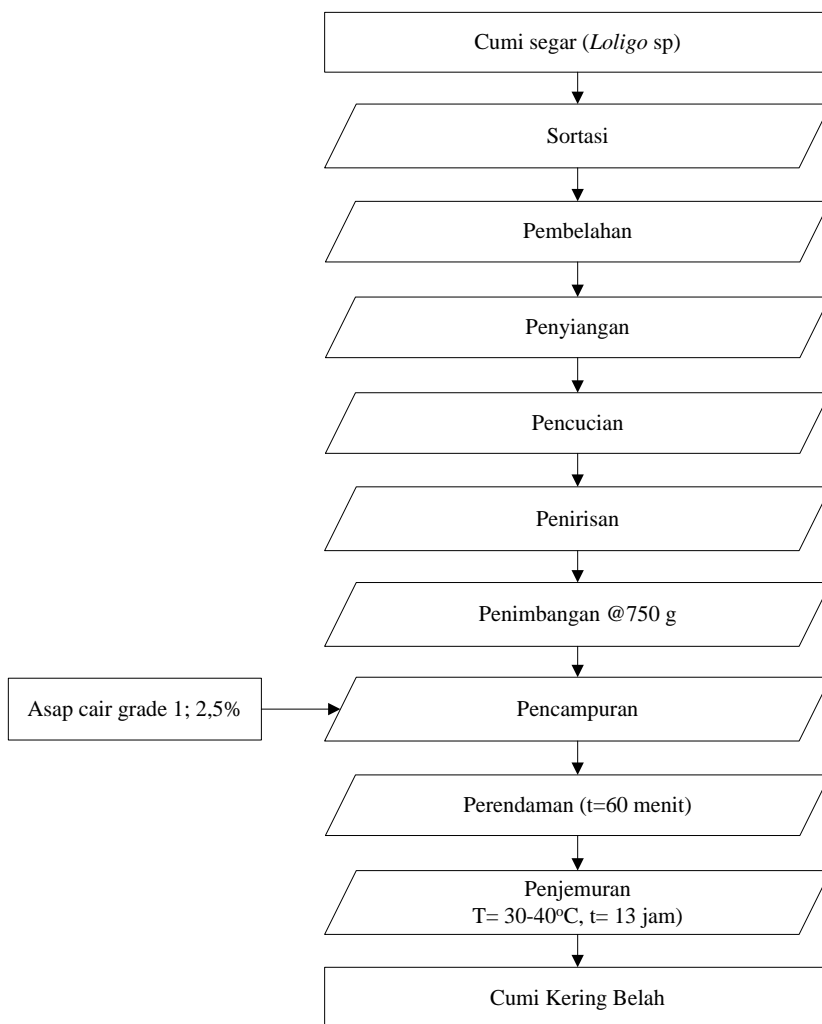 Cumi segar (Loligo sp)
Sortasi
Pembelahan
Penyiangan
Pencucian
Penirisan
Penimbangan @750 g
Asap cair grade 1; 2,5%
Pencampuran
Perendaman (t=60 menit)
Penjemuran
T= 30-40°C, t= 13 jam)
Cumi Kering Belah